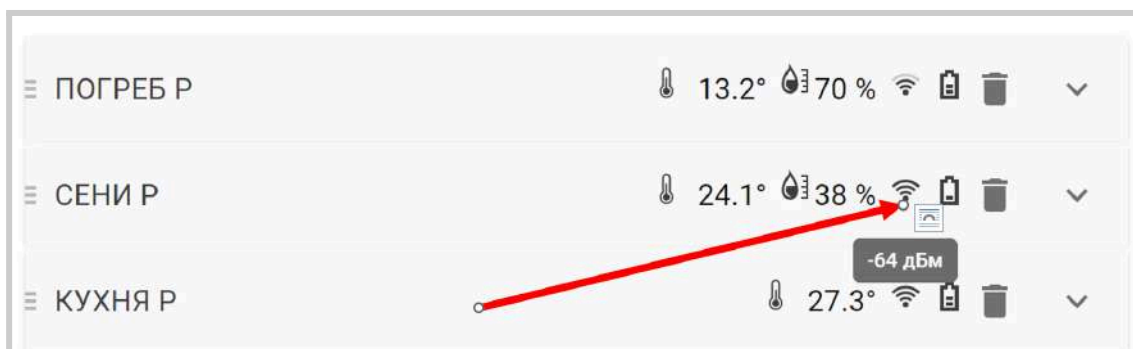 ПОГРЕБ Р 13.2° 70 %
СЕНИ Р 24.1° 38 %
-64 дБм
КУХНЯ Р 27.3°